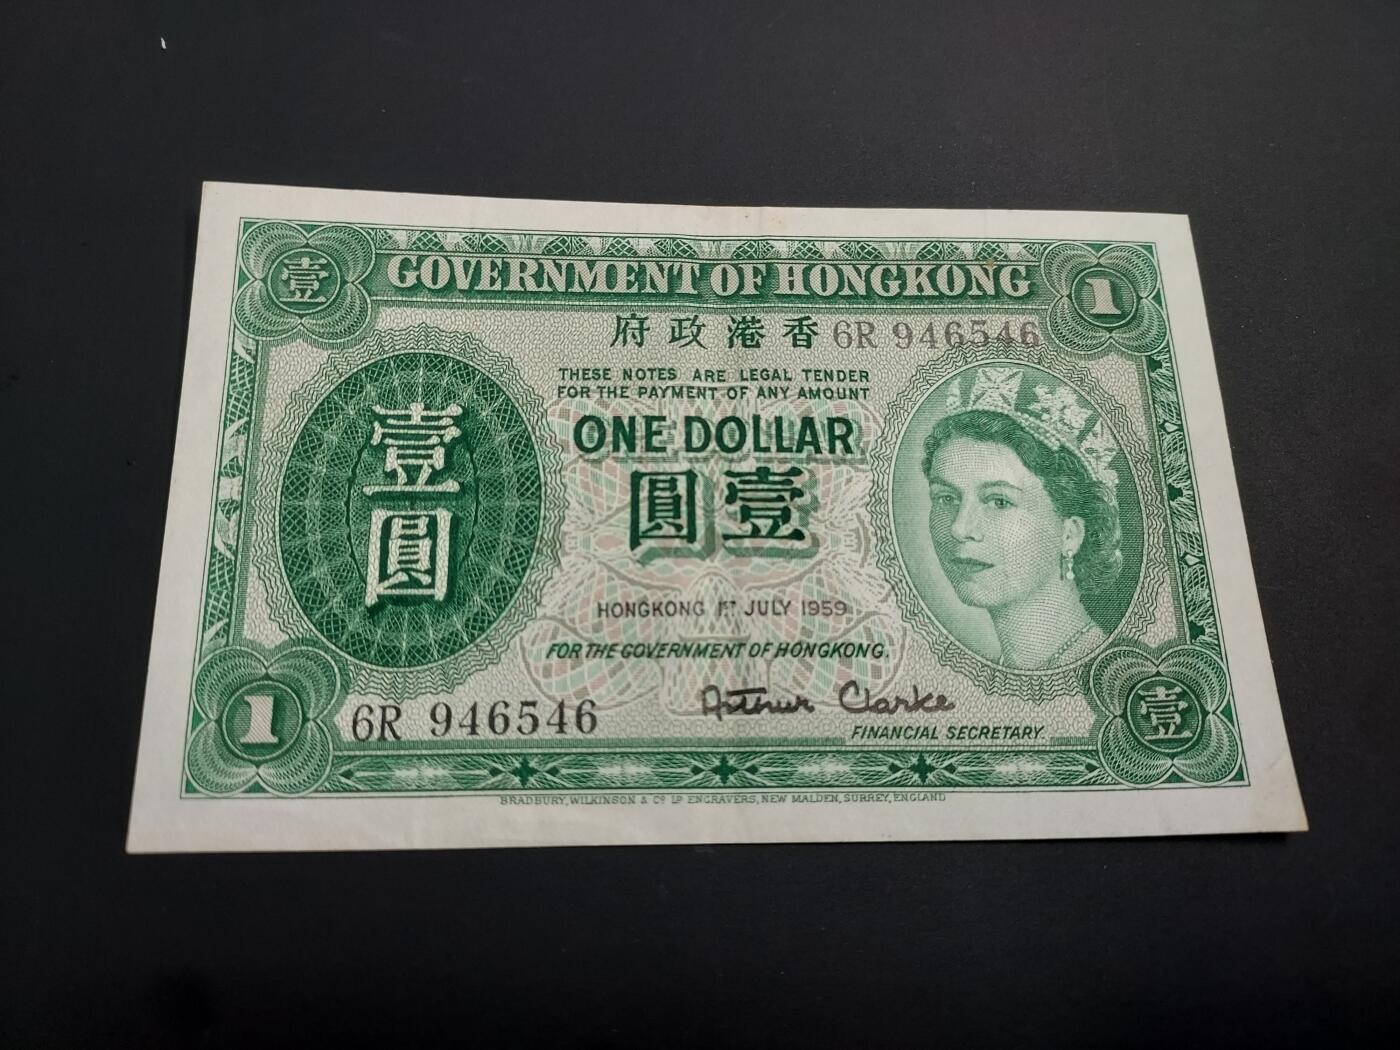 壹 GOVERNMENT OF HONGKONG 1
府政港香 6R 946546
THESE NOTES ARE LEGAL TENDER
FOR THE PAYMENT OF ANY AMOUNT
ONE DOLLAR
圓壹
壹
圓
HONGKONG 1ST JULY 1959
FOR THE GOVERNMENT OF HONGKONG.
Arthur Clarke
FINANCIAL SECRETARY.
1 6R 946546 壹
BRADBURY, WILKINSON & Co. LD ENGRAVERS, NEW MALDEN, SURREY, ENGLAND